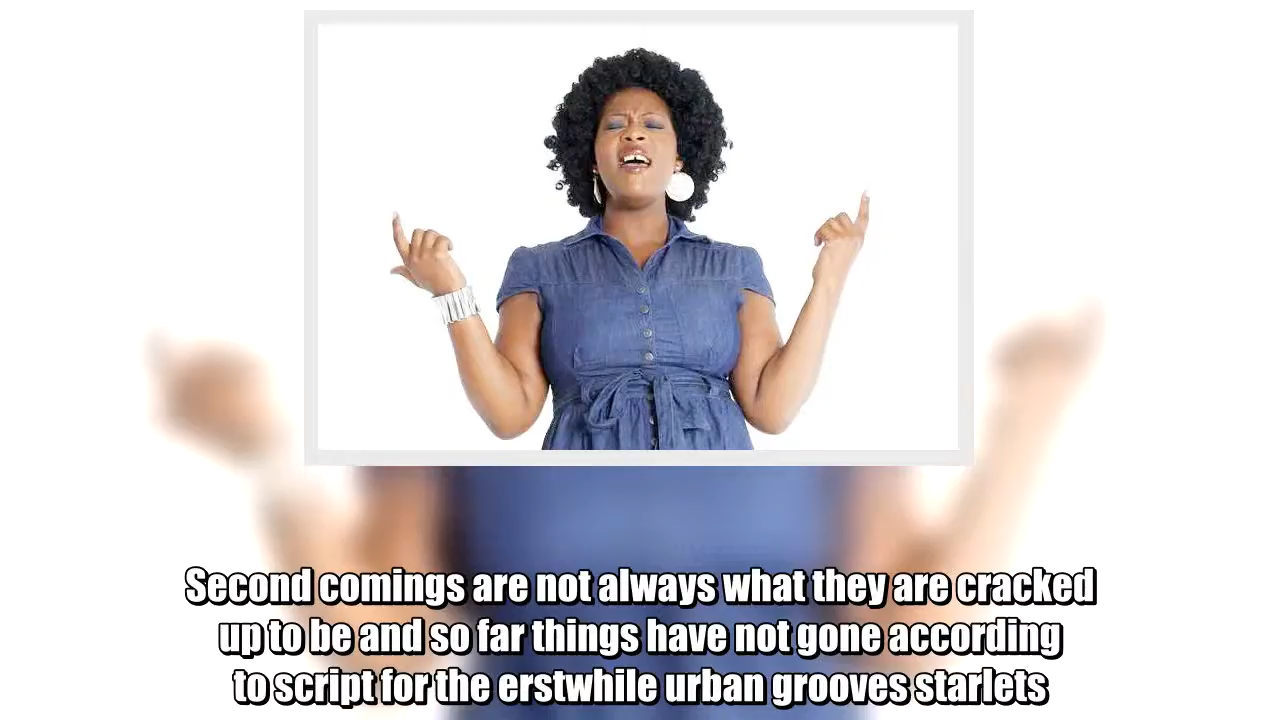 Second comings are not always what they are cracked
up to be and so far things have not gone according
to script for the erstwhile urban grooves starlets